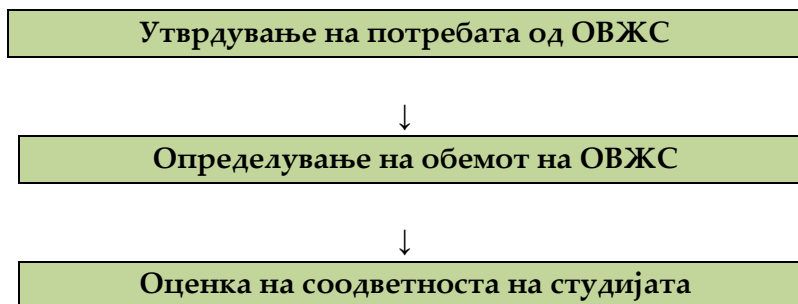 Утврдување на потребата од ОВЖС
↓
Определување на обемот на ОВЖС
↓
Оценка на соодветноста на студијата